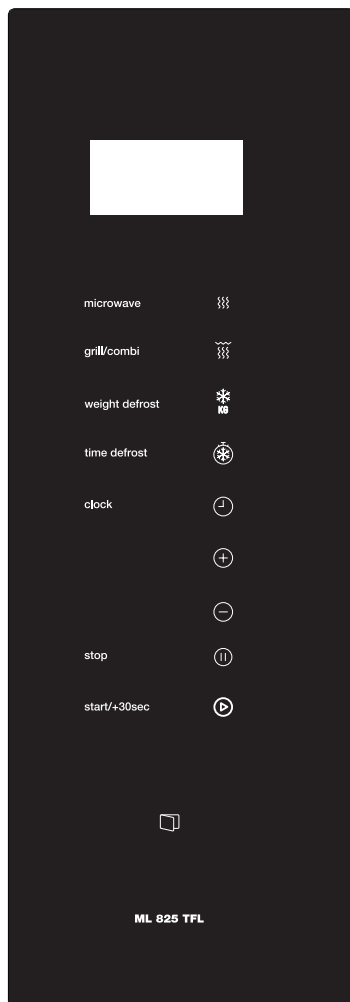 microwave
grill/combi
weight defrost
KG
time defrost
clock
stop
start/+30sec
ML 825 TFL